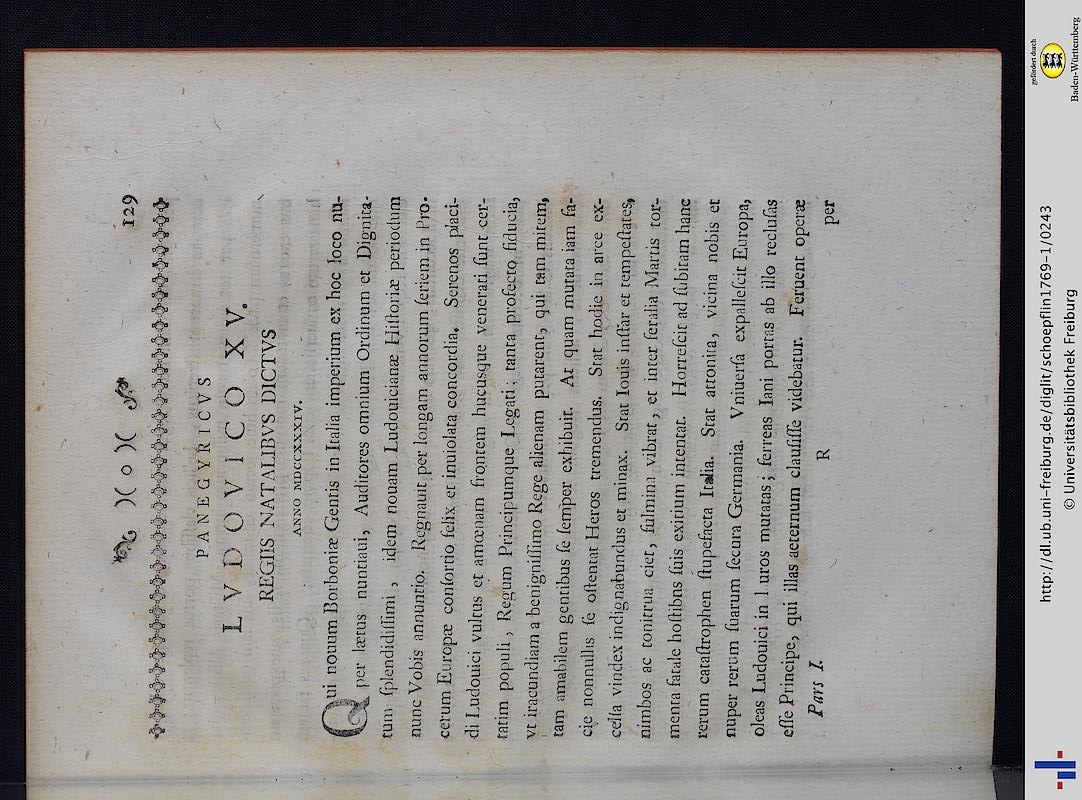 )( o )( 129
PANEGYRICVS
LVDOVICO XV.
REGIIS NATALIBVS DICTVS
ANNO MDCCXXXIV.
Qui nouum Borboniæ Gentis in Italia imperium ex hoc loco nu-
per lætus nuntiaui, Auditores omnium Ordinum et Dignita-
tum ſplendidiſſimi, idem nouam Ludouicianæ Hiſtoriæ periodum
nunc Vobis annuntio. Regnauit per longam annorum ſeriem in Pro-
cerum Europæ conſortio felix et inuiolata concordia. Serenos placi-
di Ludouici vultus et amœnam frontem hucusque venerati ſunt cer-
tatim populi, Regum Principumque Legati; tanta profecto fiducia,
vt iracundiam a benigniſſimo Rege alienam putarent, qui tam mitem,
tam amabilem gentibus ſe ſemper exhibuit. At quam mutata iam fa-
cie nonnullis ſe oſtentat Heros tremendus. Stat hodie in arce ex-
celſa vindex indignabundus et minax. Stat Iouis inſtar et tempeſtates,
nimbos ac tonitrua ciet, fulmina vibrat, et inter feralia Martis tor-
menta fatale hoſtibns ſuis exitium intentat. Horreſcit ad ſubitam hanc
rerum cataſtrophen ſtupefacta Italia. Stat attonita, vicina nobis et
nuper rerum ſuarum ſecura Germania. Vniuerſa expalleſcit Europa,
oleas Ludouici in l uros mutatas; ferreas Iani portas ab illo recluſas
eſſe Principe, qui illas aeternum clauſiſſe videbatur. Feruent operæ
Pars I. R per
http://dl.ub.uni-freiburg.de/diglit/schoepflin1769-1/0243
© Universitätsbibliothek Freiburg
gefördert durch
Baden-Württemberg